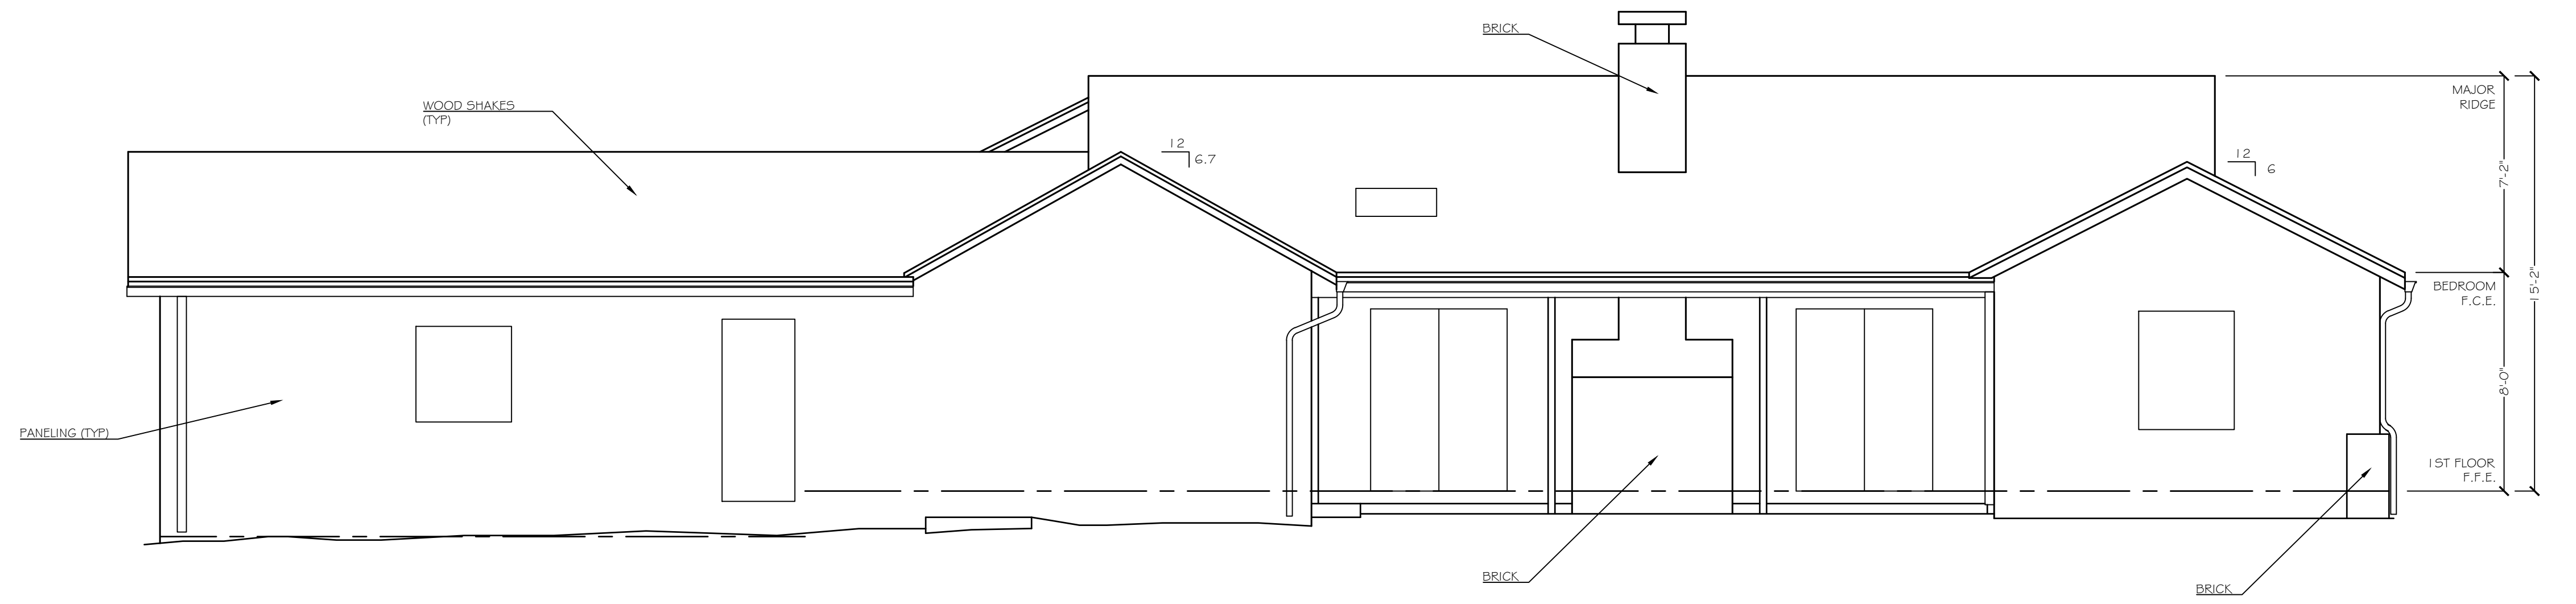 BRICK
WOOD SHAKES
(TYP)
MAJOR
RIDGE
12
6.7
12
6
7'-2"
15'-2"
BEDROOM
F.C.E.
8'-0"
PANELING (TYP)
1ST FLOOR
F.F.E.
BRICK
BRICK